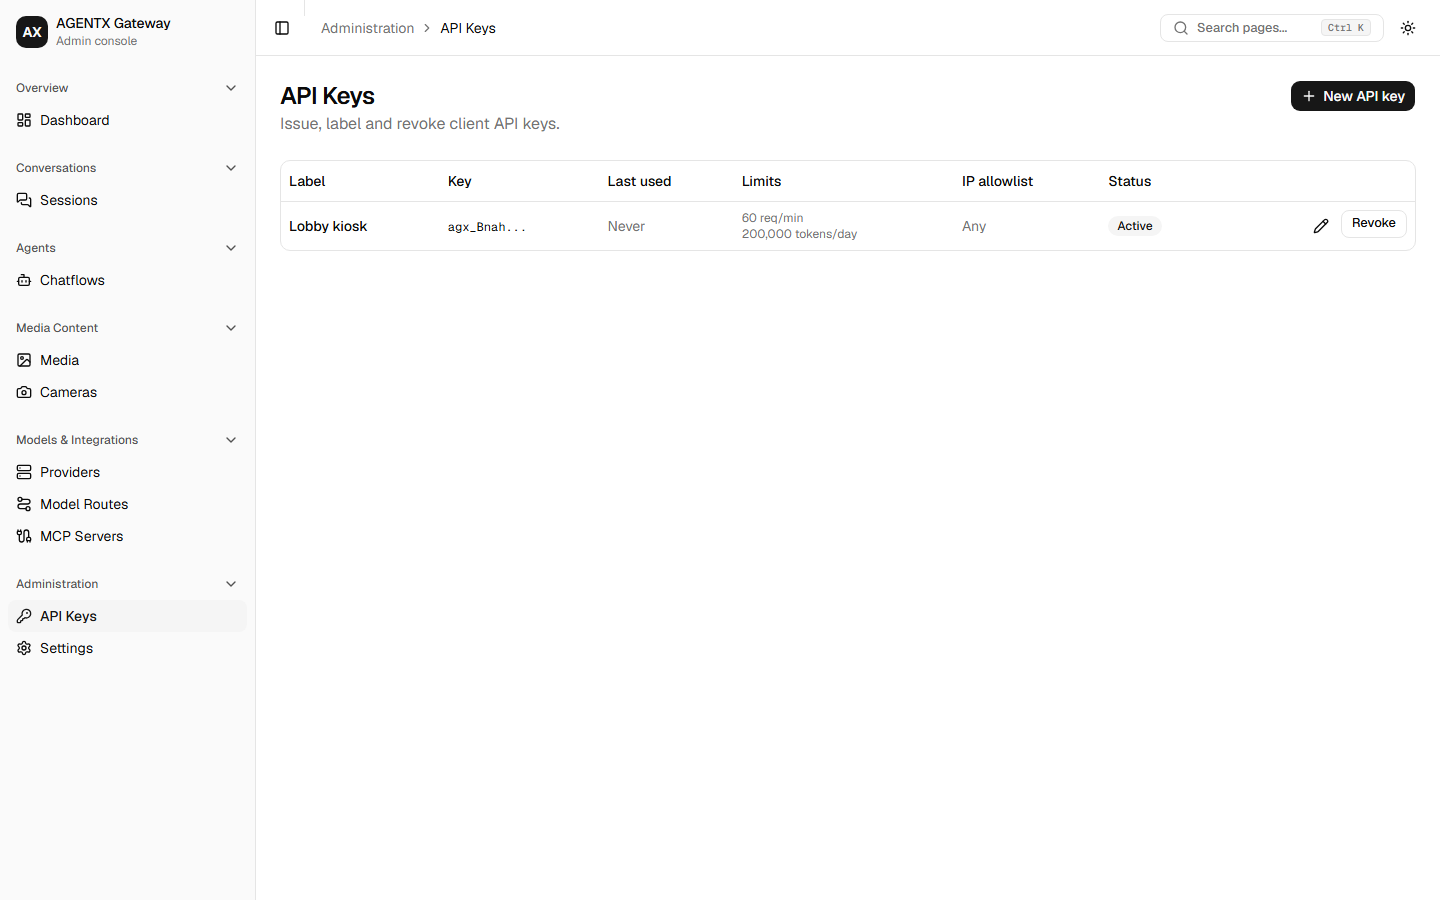 AX
AGENTX Gateway
Admin console
Overview
Dashboard
Conversations
Sessions
Agents
Chatflows
Media Content
Media
Cameras
Models & Integrations
Providers
Model Routes
MCP Servers
Administration
API Keys
Settings
Administration > API Keys
Search pages... Ctrl K
API Keys
Issue, label and revoke client API keys.
+ New API key
Label Key Last used Limits IP allowlist Status
Lobby kiosk agx_Bnah... Never 60 req/min Any Active Revoke
200,000 tokens/day